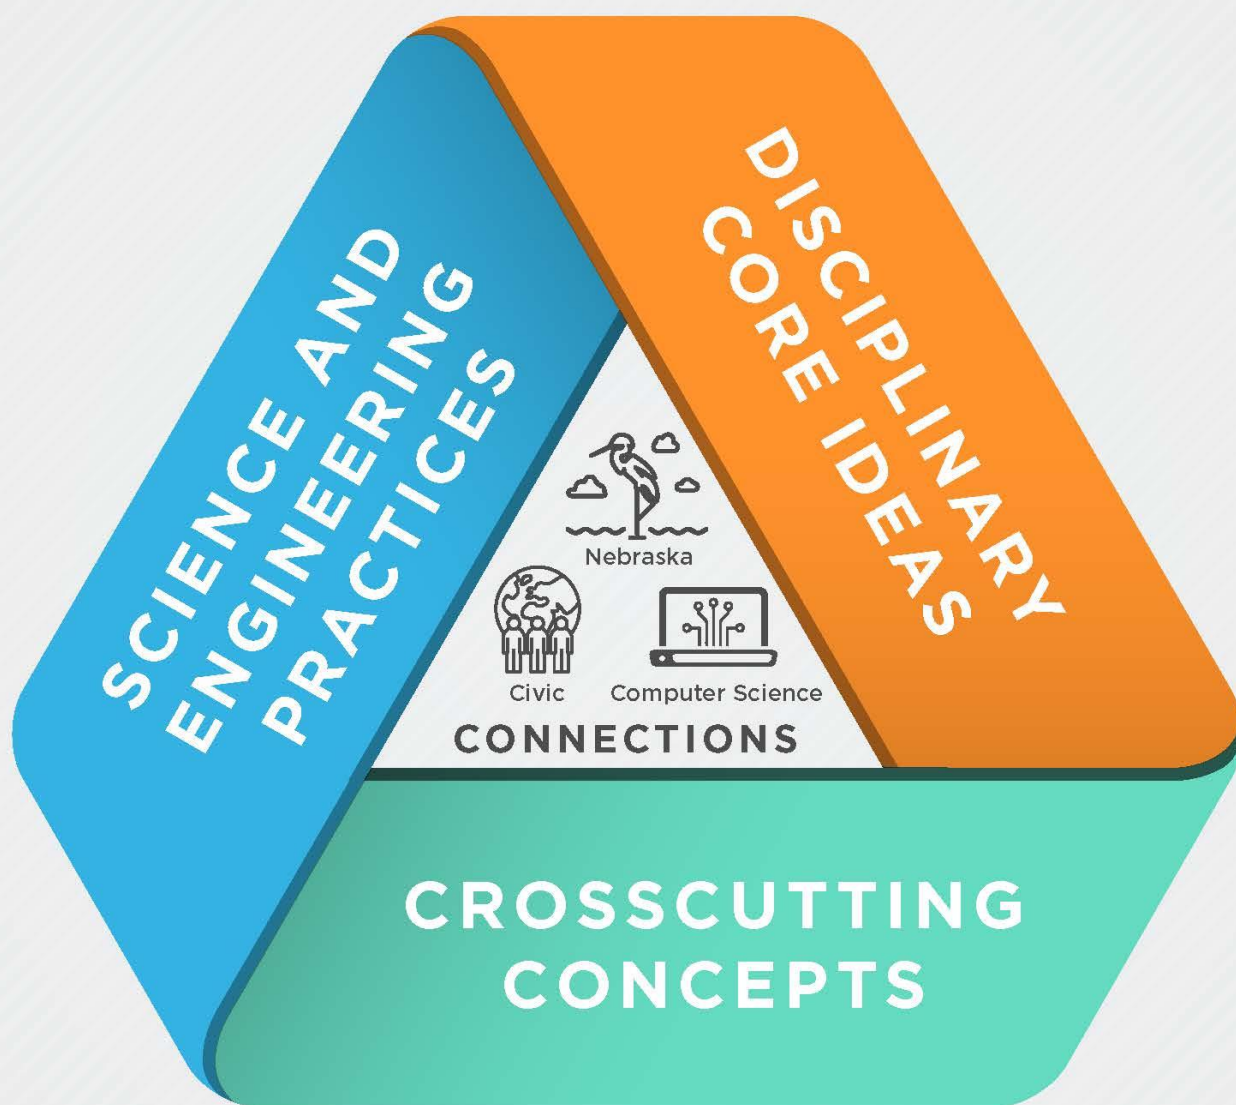 SCIENCE AND
ENGINEERING
PRACTICES
DISCIPLINARY
CORE IDEAS
Nebraska
Civic
Computer Science
CONNECTIONS
CROSSCUTTING
CONCEPTS